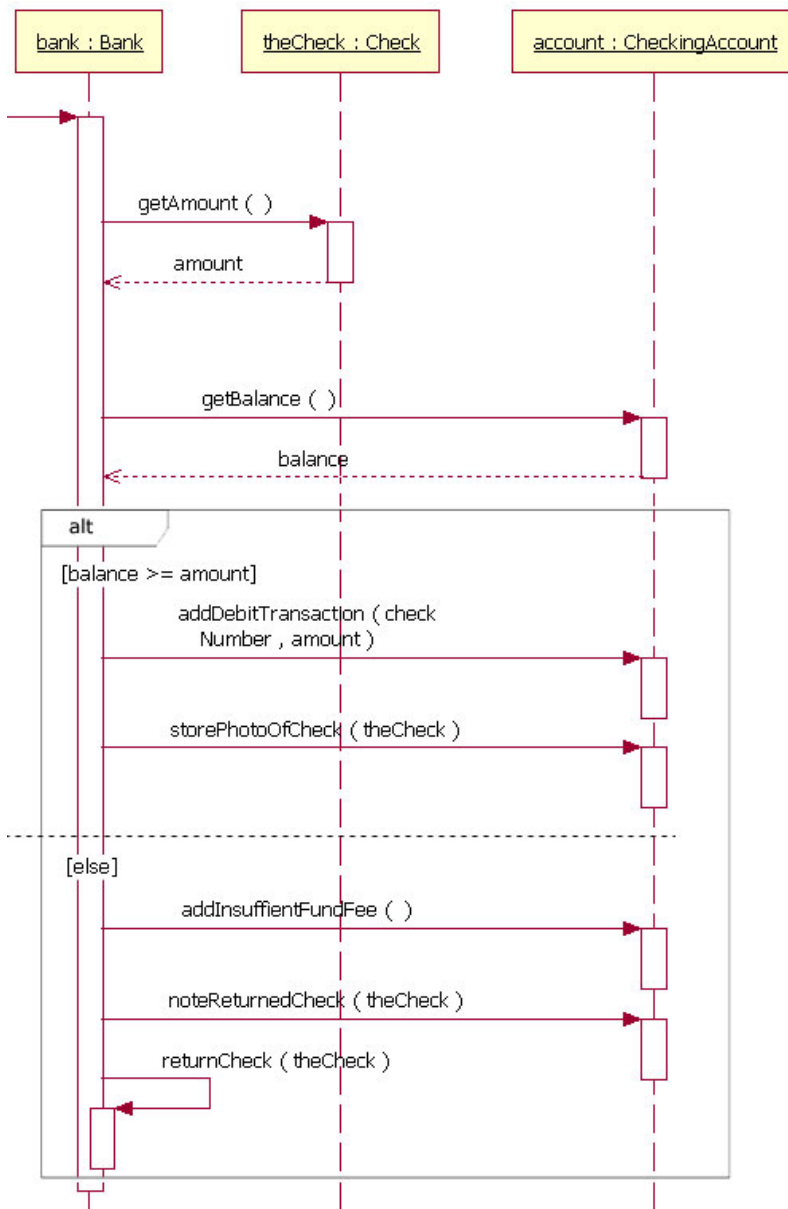 bank : Bank
theCheck : Check
account : CheckingAccount
getAmount ( )
amount
getBalance ( )
balance
alt
[balance >= amount]
addDebitTransaction ( check
Number , amount )
storePhotoOfCheck ( theCheck )
[else]
addInsuffientFundFee ( )
noteReturnedCheck ( theCheck )
returnCheck ( theCheck )